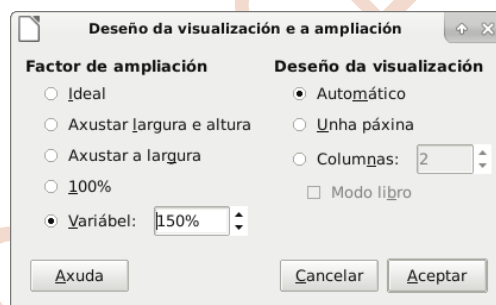 Deseño da visualización e a ampliación
Factor de ampliación
Ideal
Axustar largura e altura
Axustar a largura
100%
Variábel: 150%
Deseño da visualización
Automático
Unha páxina
Columnas: 2
Modo libro
Axuda
Cancelar
Aceptar